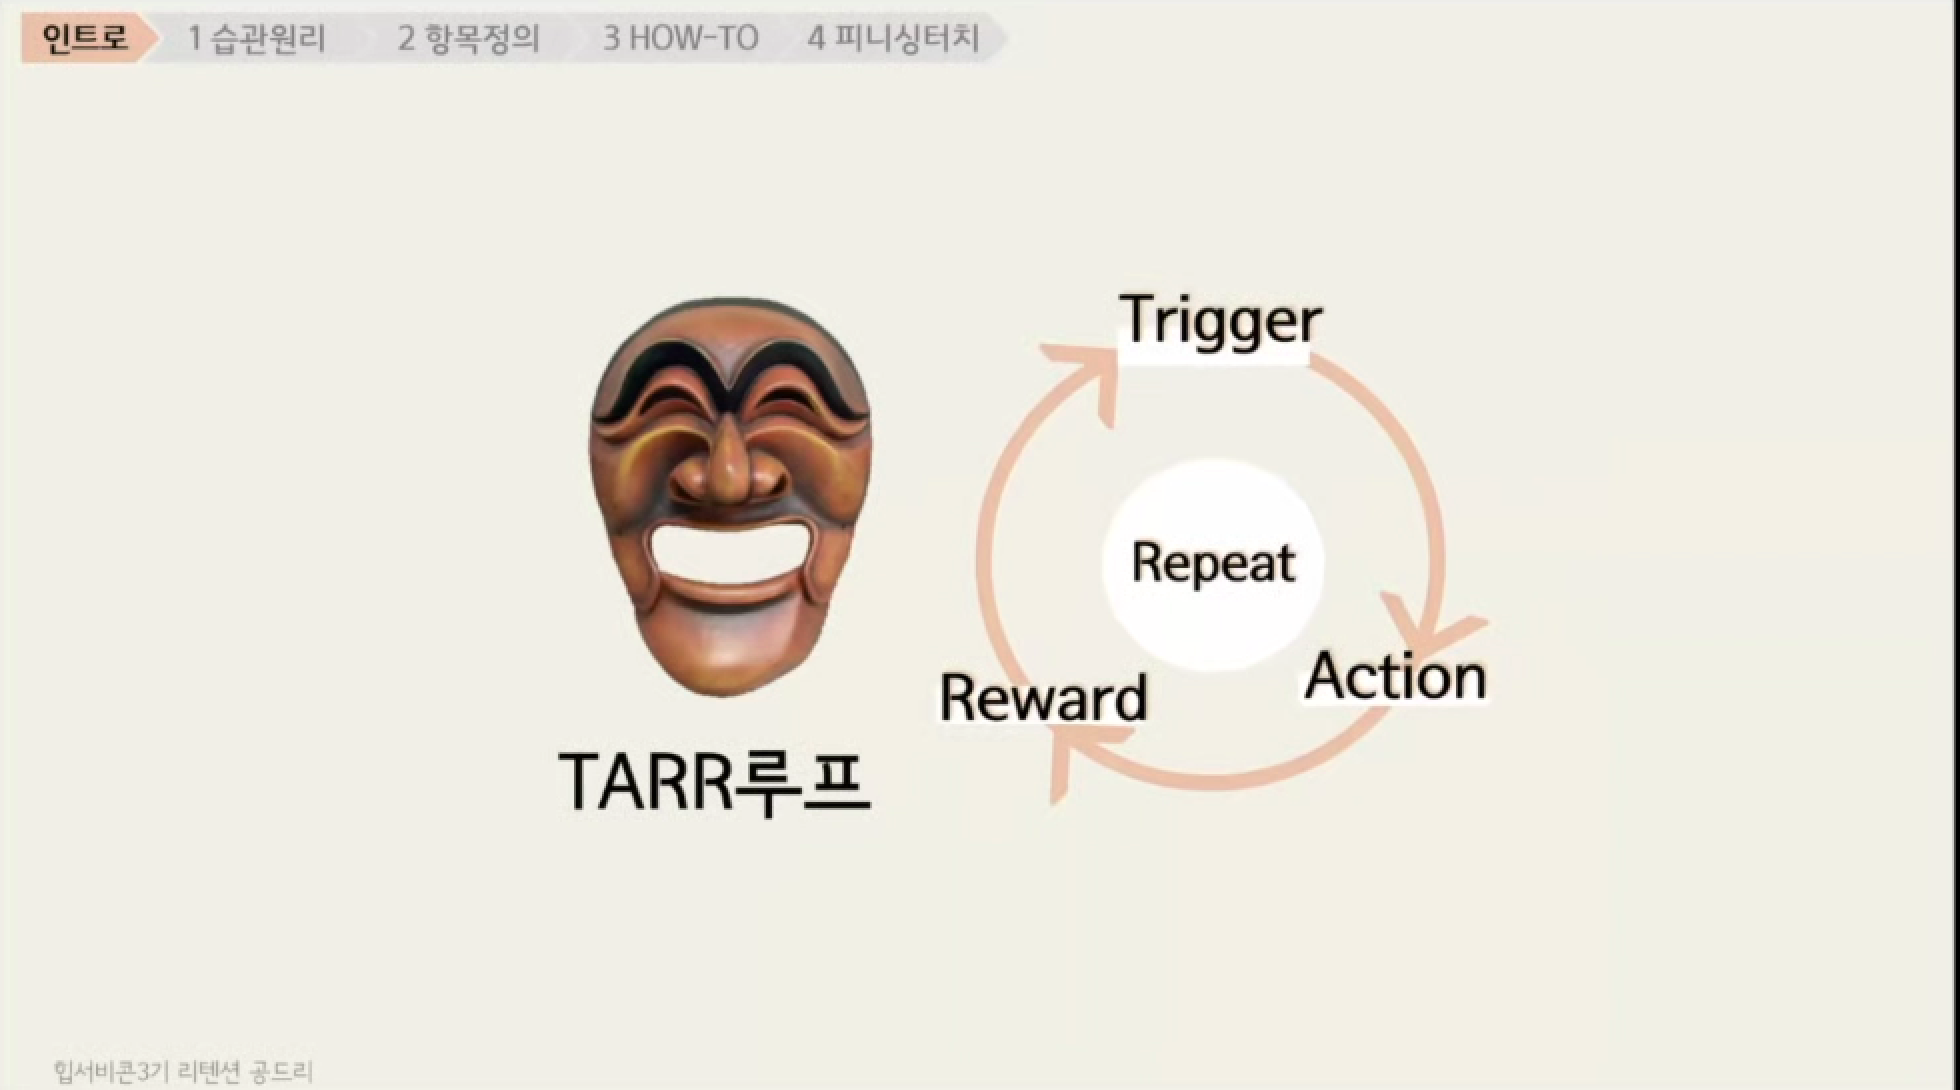 인트로
1 습관원리
2 항목정의
3 HOW-TO
4 피니싱터치
Trigger
Repeat
Action
Reward
TARR루프
힙서비콘3기 리텐션 공드리